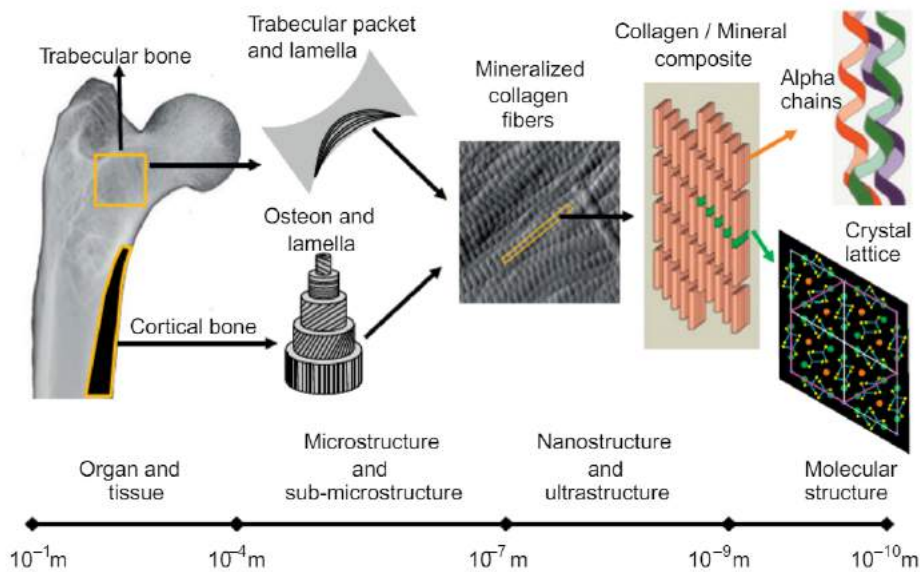 Trabecular bone
Trabecular packet
and lamella
Mineralized
collagen
fibers
Collagen / Mineral
composite
Alpha
chains
Osteon and
lamella
Crystal
lattice
Cortical bone
Organ and
tissue
Microstructure
and
sub-microstructure
Nanostructure
and
ultrastructure
Molecular
structure
10⁻¹m
10⁻⁴m
10⁻⁷m
10⁻⁹m
10⁻¹⁰m